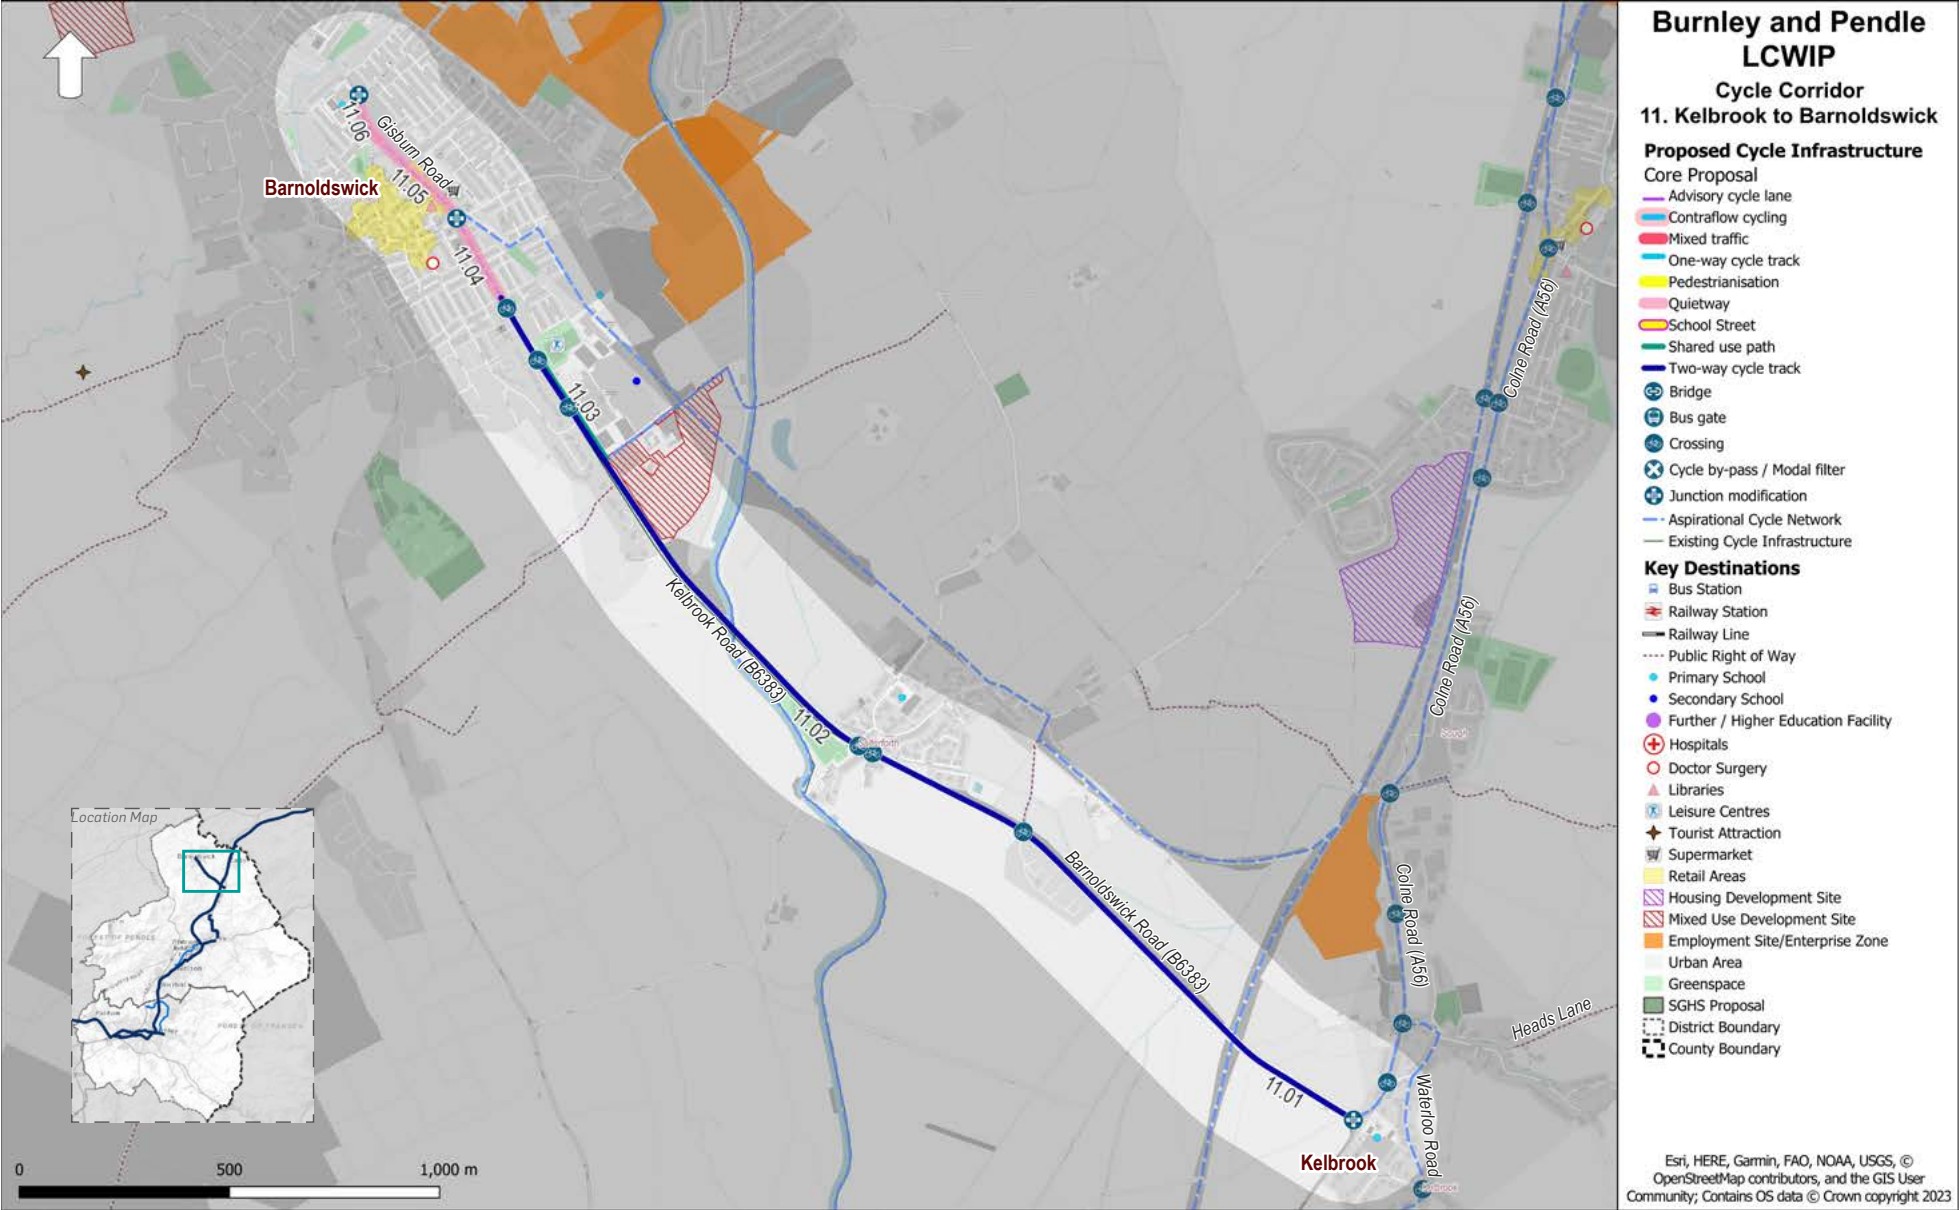 Burnley and Pendle
LCWIP
Cycle Corridor
11. Kelbrook to Barnoldswick
Proposed Cycle Infrastructure
Core Proposal
Advisory cycle lane
Contraflow cycling
Mixed traffic
One-way cycle track
Pedestrianisation
Quietway
School Street
Shared use path
Two-way cycle track
Bridge
Bus gate
Crossing
Cycle by-pass / Modal filter
Junction modification
Aspirational Cycle Network
Existing Cycle Infrastructure
Key Destinations
Bus Station
Railway Station
Railway Line
Public Right of Way
Primary School
Secondary School
Further / Higher Education Facility
Hospitals
Doctor Surgery
Libraries
Leisure Centres
Tourist Attraction
Supermarket
Retail Areas
Housing Development Site
Mixed Use Development Site
Employment Site/Enterprise Zone
Urban Area
Greenspace
SGHS Proposal
District Boundary
County Boundary
Esri, HERE, Garmin, FAO, NOAA, USGS, ©
OpenStreetMap contributors, and the GIS User
Community; Contains OS data © Crown copyright 2023
11.06
Gisburn Road
Barnoldswick
11.05
11.04
11.03
Kelbrook Road (B6383)
11.02
Barnoldswick Road (B6383)
11.01
Kelbrook
Colne Road (A56)
Colne Road (A56)
Sough
Colne Road (A56)
Heads Lane
Waterloo Road
Location Map
0 500 1,000 m